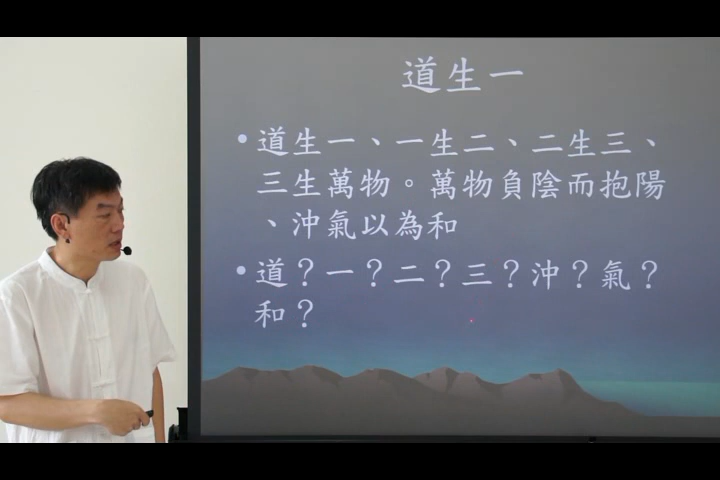 道生一
•道生一、一生二、二生三、
三生萬物。萬物負陰而抱陽
、沖氣以為和
•道？一？二？三？沖？氣？
和？